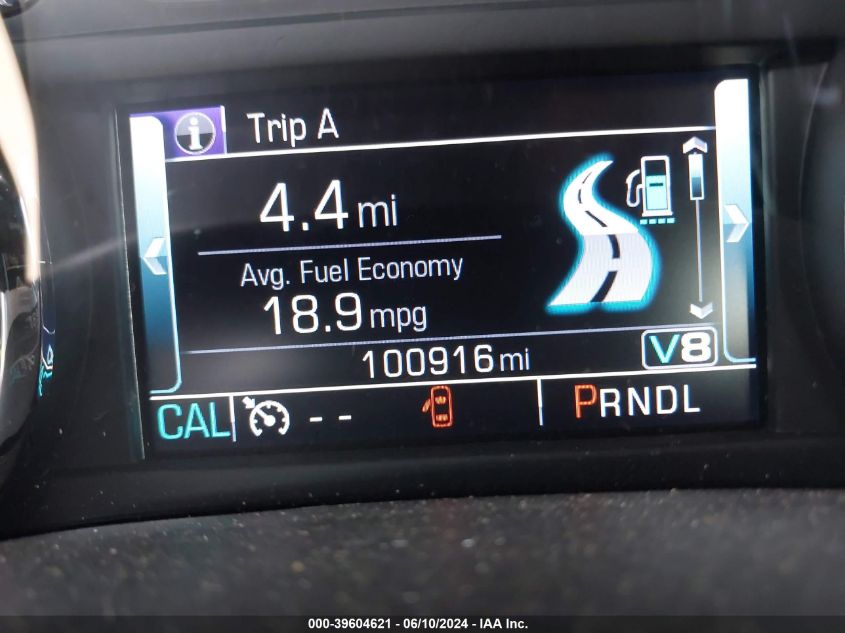 i Trip A
4.4 mi
Avg. Fuel Economy
18.9 mpg
100916 mi V8
CAL -- PRNDL
000-39604621 - 06/10/2024 - IAA Inc.